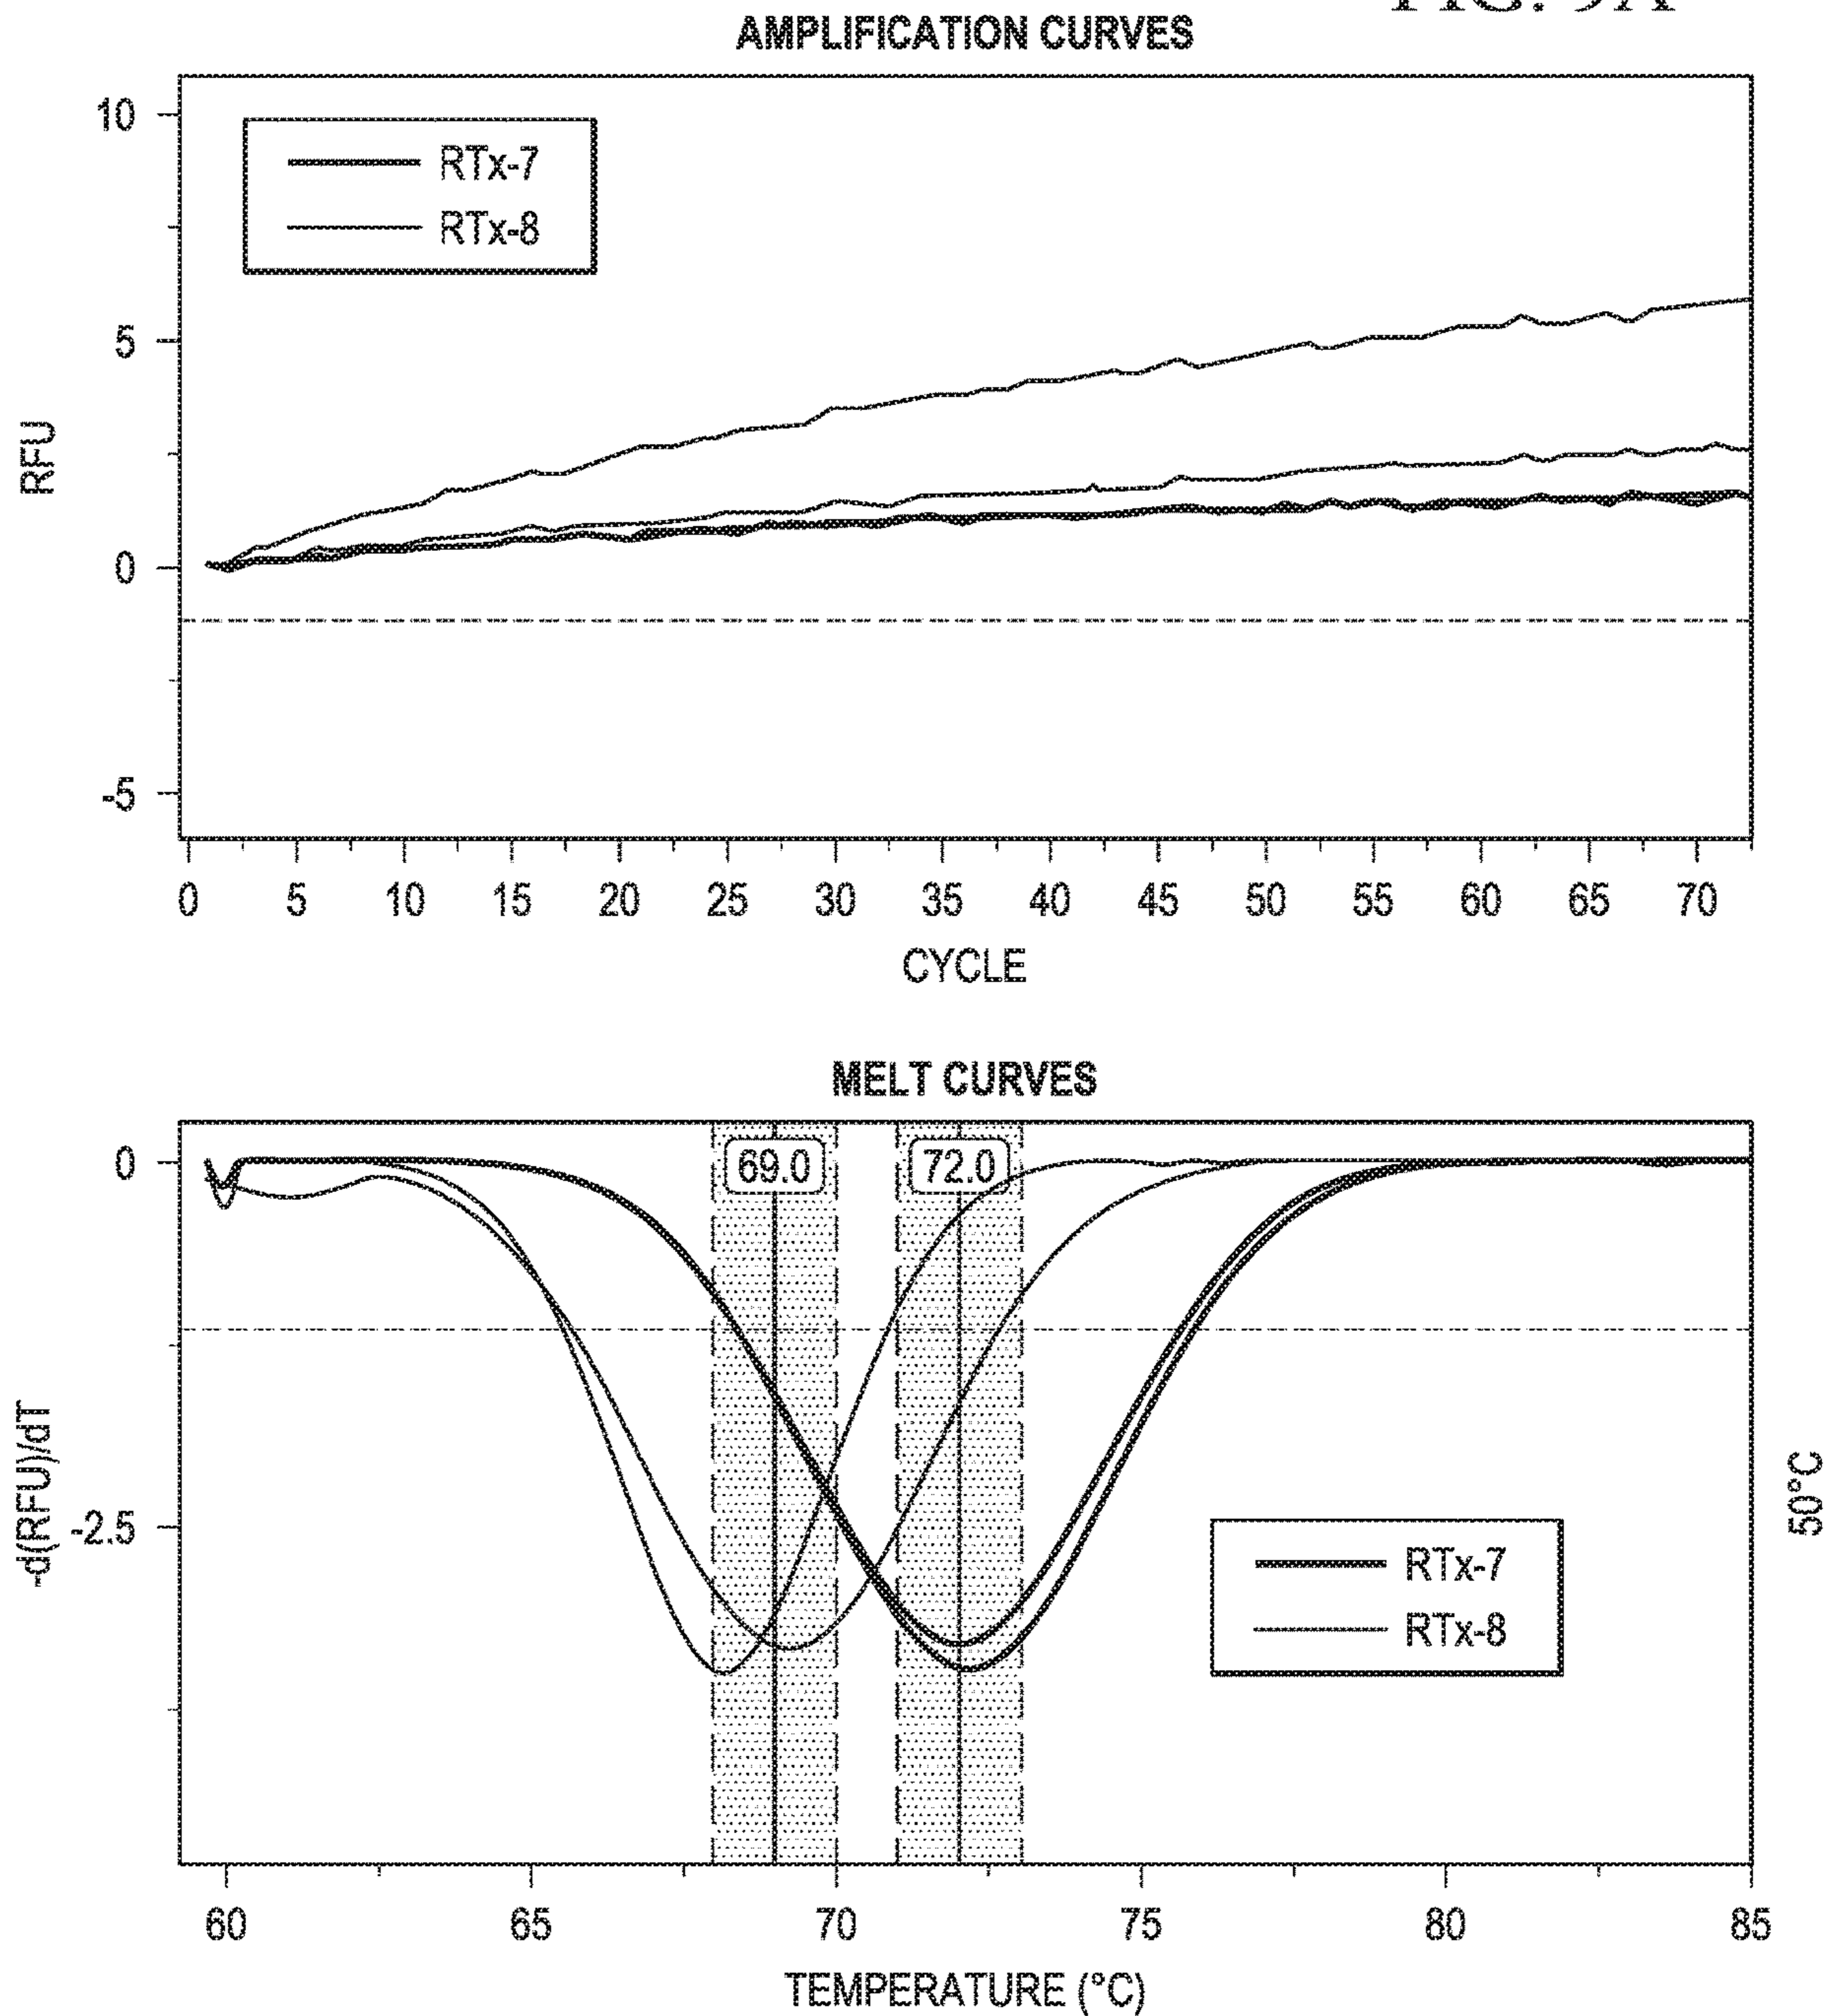 FIG. 9A
AMPLIFICATION CURVES
10
5
0
-5
RFU
RTx-7
RTx-8
0 5 10 15 20 25 30 35 40 45 50 55 60 65 70
CYCLE
MELT CURVES
0
-2.5
-d(RFU)/dT
69.0 72.0
RTx-7
RTx-8
50°C
60 65 70 75 80 85
TEMPERATURE (°C)